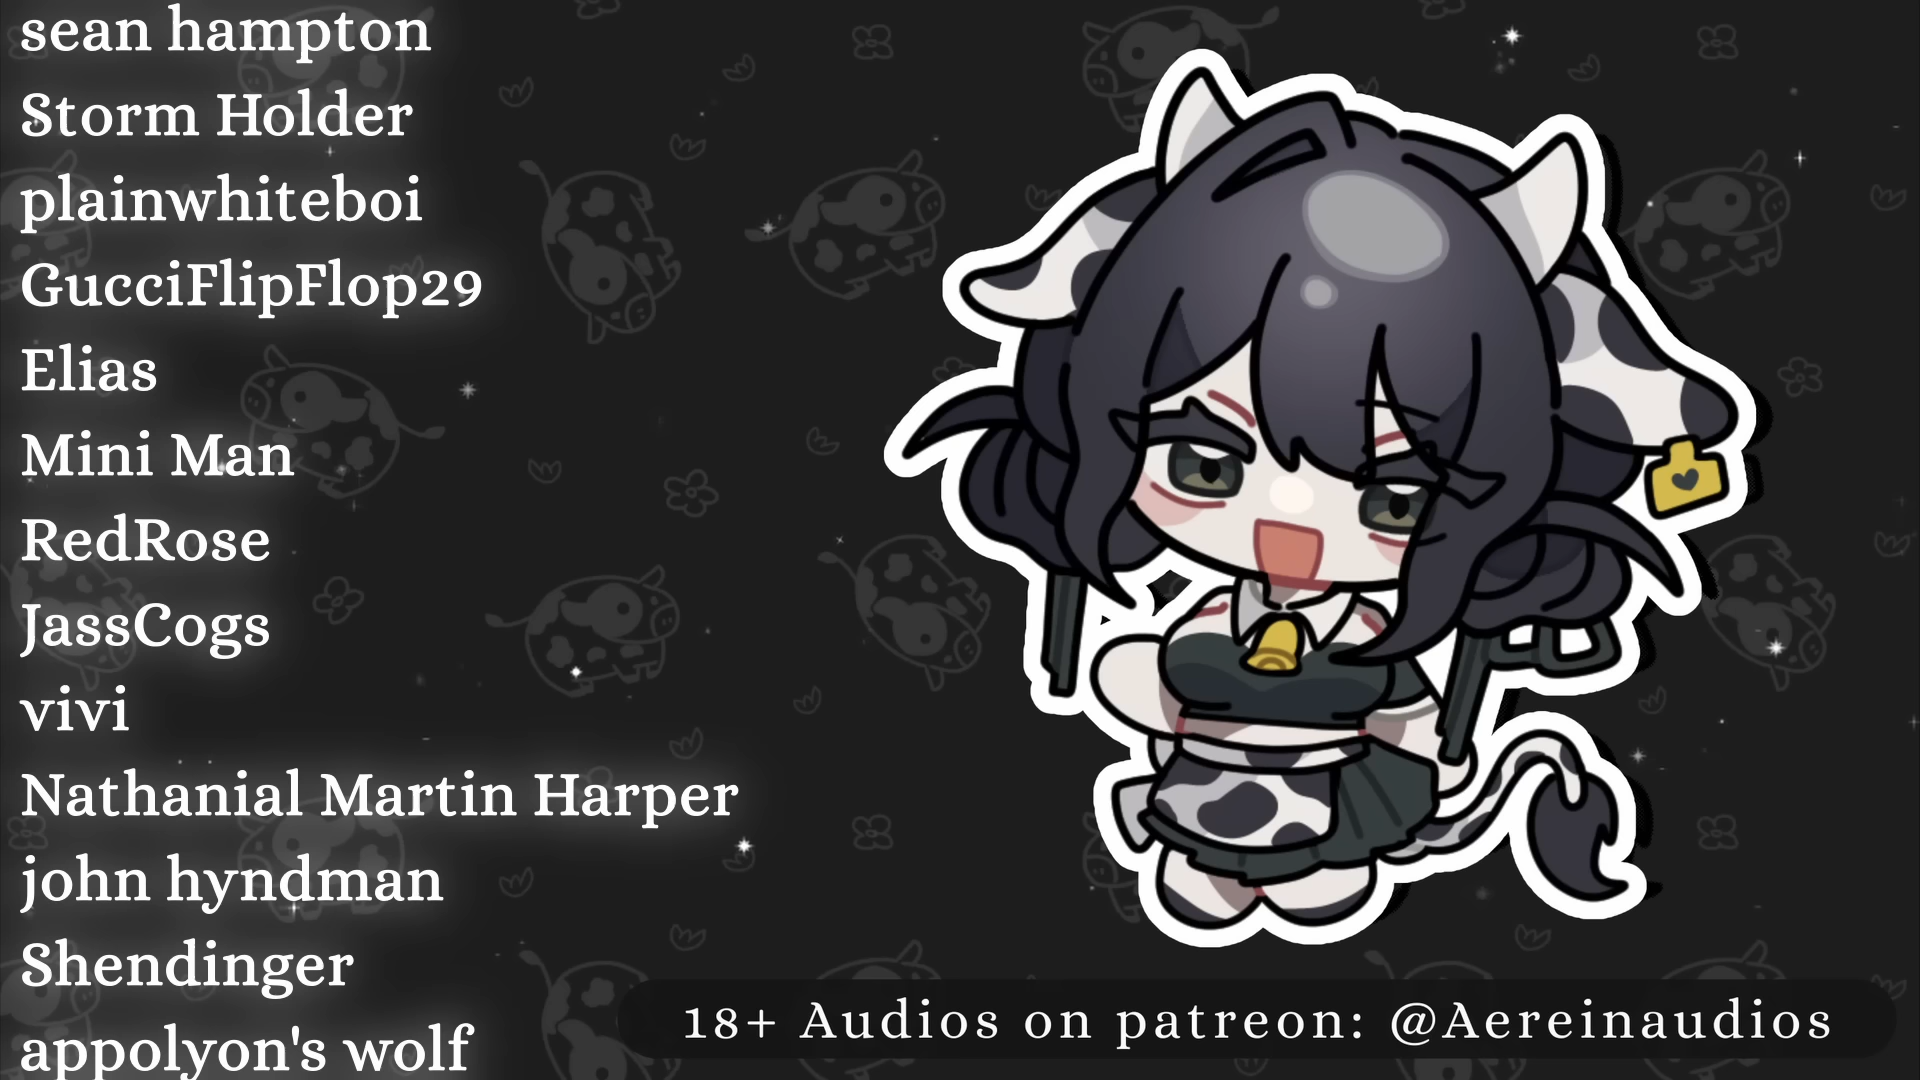 sean hampton
Storm Holder
plainwhiteboi
GucciFlipFlop29
Elias
Mini Man
RedRose
JassCogs
vivi
Nathanial Martin Harper
john hyndman
Shendinger
appolyon's wolf
18+ Audios on patreon: @Aereinaudios